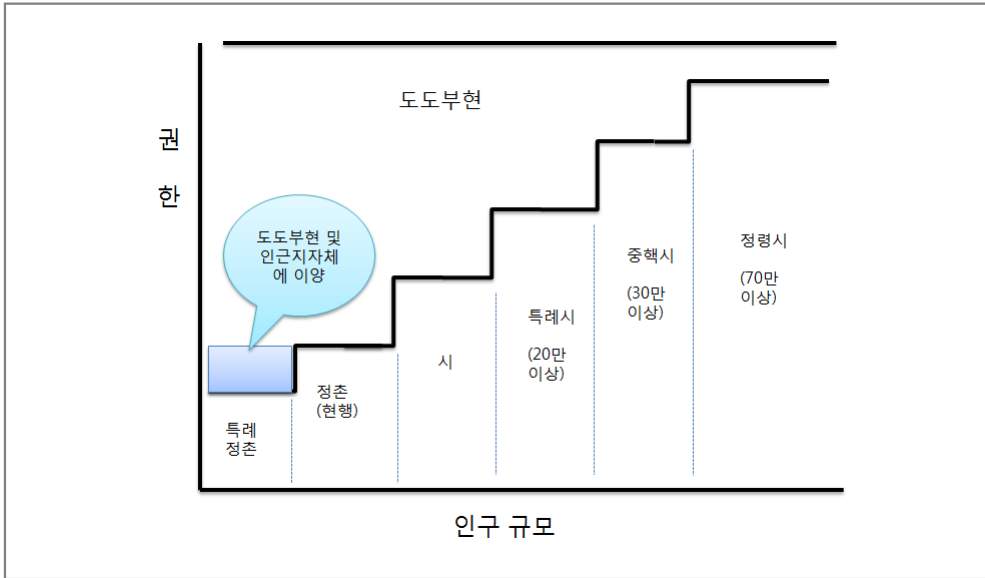 도도부현
권
한
도도부현 및
인근지자체
에 이양
특례
정촌
정촌
(현행)
시
특례시
(20만
이상)
중핵시
(30만
이상)
정령시
(70만
이상)
인구 규모